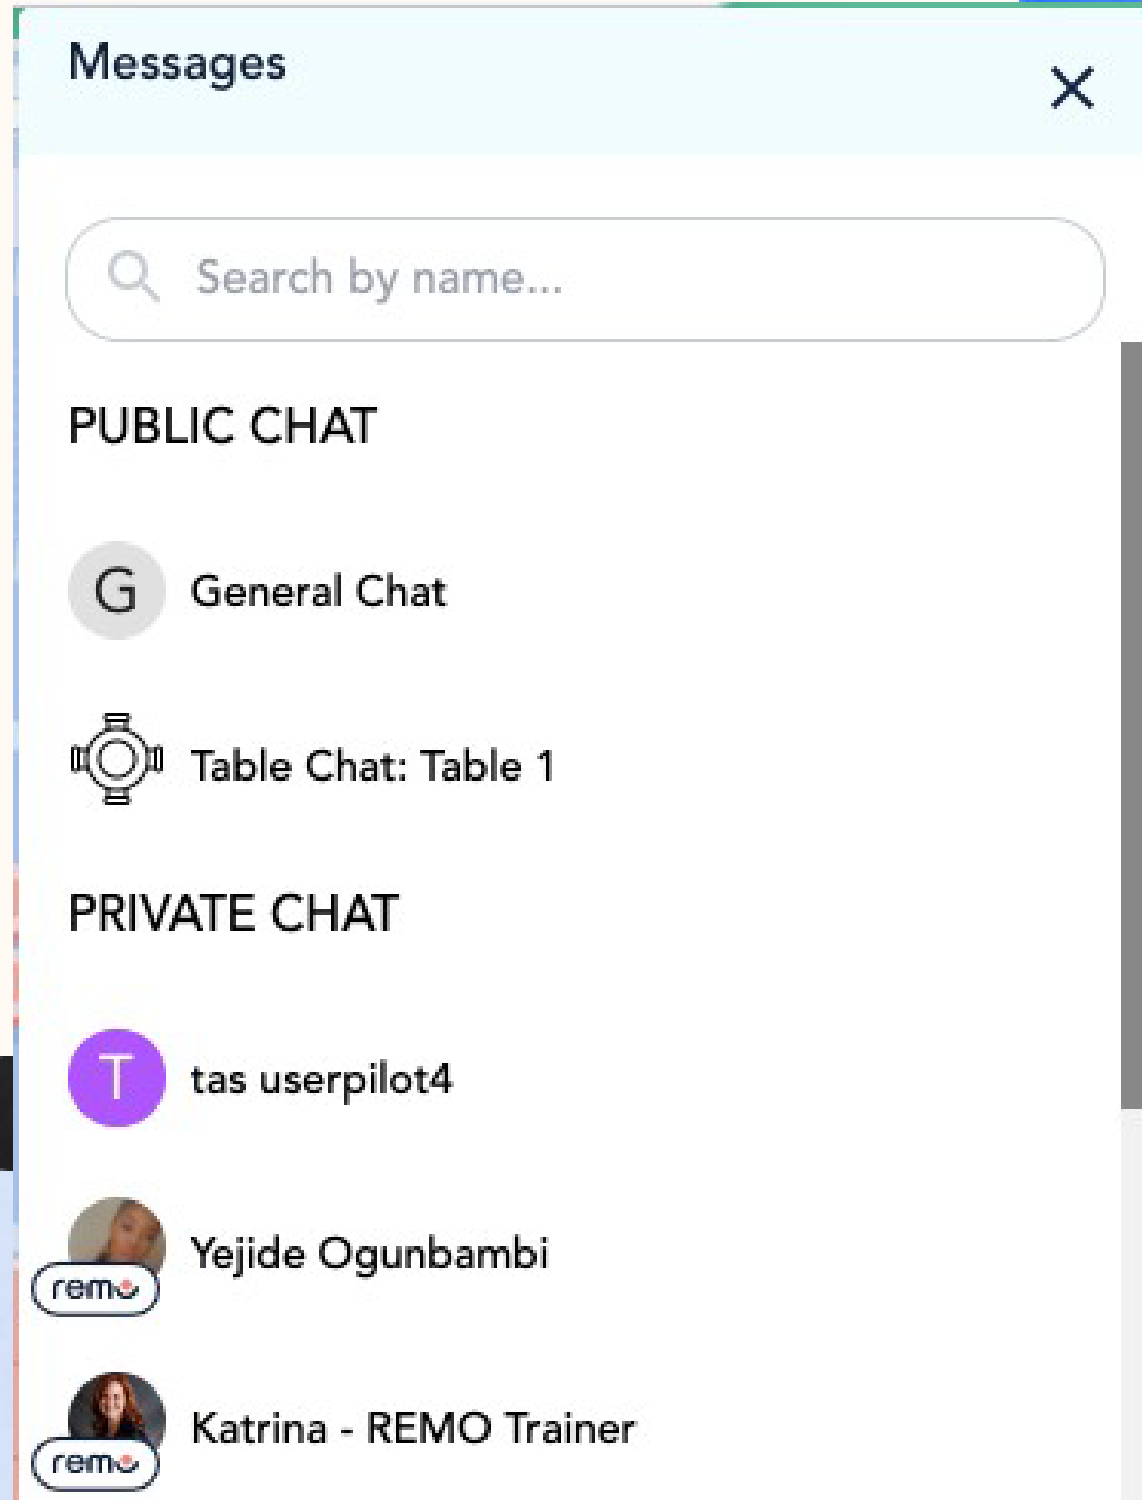 Messages
Search by name...
PUBLIC CHAT
G General Chat
Table Chat: Table 1
PRIVATE CHAT
T tas userpilot4
Yejide Ogunbambi
remo
Katrina - REMO Trainer
remo